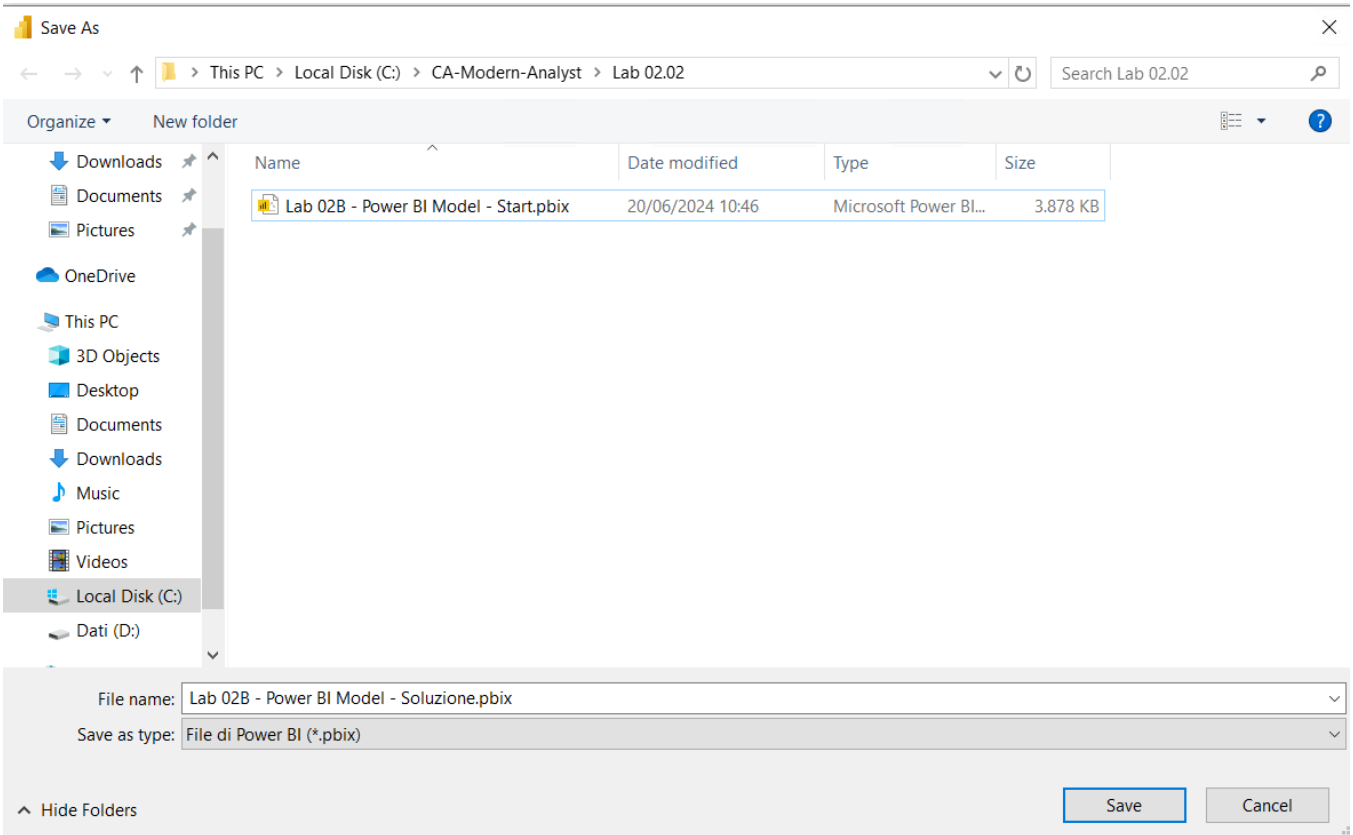 Save As
This PC > Local Disk (C:) > CA-Modern-Analyst > Lab 02.02
Search Lab 02.02
Organize
New folder
Downloads
Documents
Pictures
OneDrive
This PC
3D Objects
Desktop
Documents
Downloads
Music
Pictures
Videos
Local Disk (C:)
Dati (D:)
Name Date modified Type Size
Lab 02B - Power BI Model - Start.pbix 20/06/2024 10:46 Microsoft Power BI... 3.878 KB
File name: Lab 02B - Power BI Model - Soluzione.pbix
Save as type: File di Power BI (*.pbix)
Hide Folders
Save
Cancel